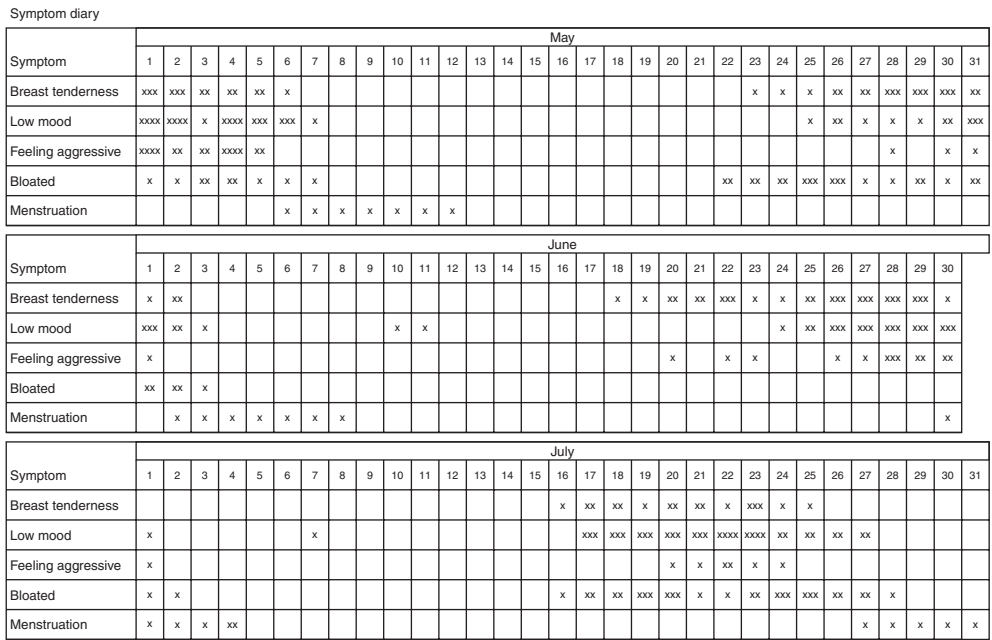 Symptom diary
May
Symptom 1 2 3 4 5 6 7 8 9 10 11 12 13 14 15 16 17 18 19 20 21 22 23 24 25 26 27 28 29 30 31
Breast tenderness xxx xxx xx xx xx x x x x xx xx xxx xxx xxx xx
Low mood xxxx xxxx x xxxx xxx xxx x x xx x x x xx xxx
Feeling aggressive xxxx xx xx xxxx xx x x x
Bloated x x xx xx x x x xx xx xx xxx xxx x x xx x xx
Menstruation x x x x x x x
June
Symptom 1 2 3 4 5 6 7 8 9 10 11 12 13 14 15 16 17 18 19 20 21 22 23 24 25 26 27 28 29 30
Breast tenderness x xx x x xx xx xxx x x xx xxx xxx xxx xxx x
Low mood xxx xx x x x x xx xxx xxx xxx xxx xxx
Feeling aggressive x x x x x x xxx xx xx
Bloated xx xx x
Menstruation x x x x x x x x
July
Symptom 1 2 3 4 5 6 7 8 9 10 11 12 13 14 15 16 17 18 19 20 21 22 23 24 25 26 27 28 29 30 31
Breast tenderness x xx xx x xx xx x xxx x x
Low mood x x xxx xxx xxx xxx xxx xxxx xxxx xx xx xx xx
Feeling aggressive x x x xx x x
Bloated x x x xx xx xxx xxx x x xx xxx xxx xx xx x
Menstruation x x x xx x x x x x